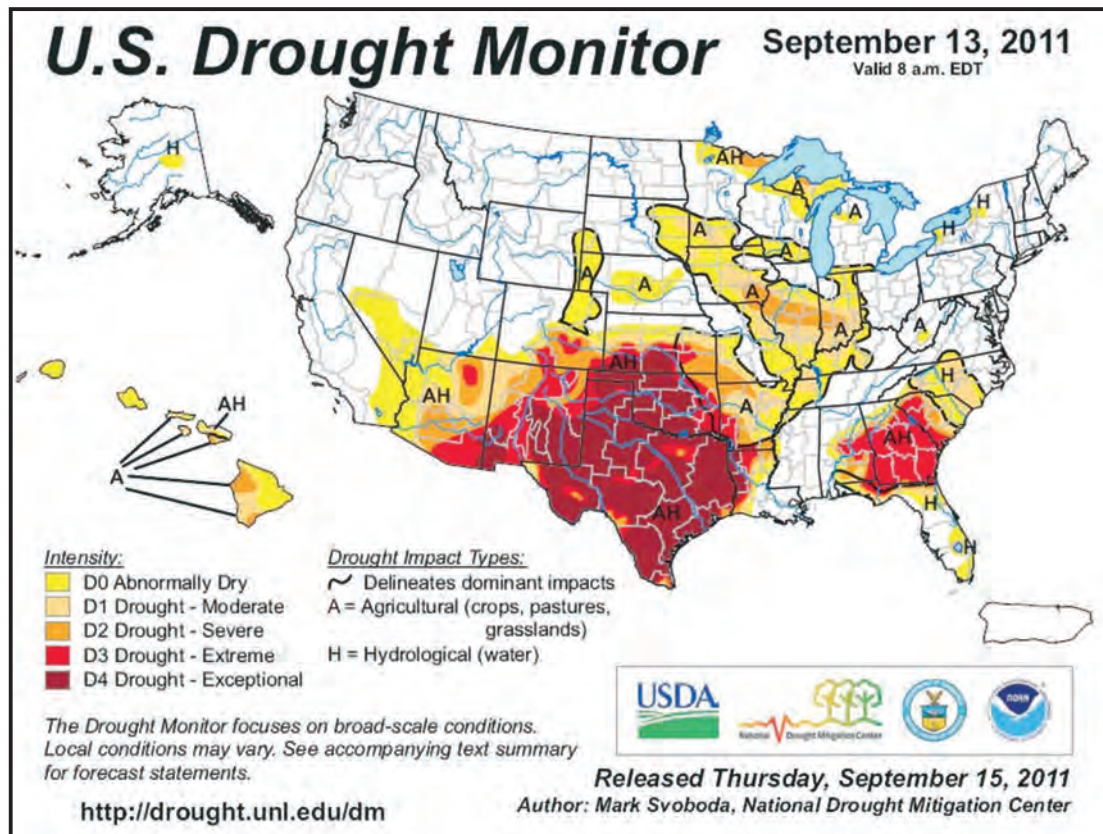 U.S. Drought Monitor
September 13, 2011
Valid 8 a.m. EDT
H
AH
A
A
H
H
A
A
A
A
A
A
H
AH
AH
A
AH
AH
A
AH
H
H
Intensity:
D0 Abnormally Dry
D1 Drought - Moderate
D2 Drought - Severe
D3 Drought - Extreme
D4 Drought - Exceptional
Drought Impact Types:
Delineates dominant impacts
A = Agricultural (crops, pastures,
grasslands)
H = Hydrological (water)
The Drought Monitor focuses on broad-scale conditions.
Local conditions may vary. See accompanying text summary
for forecast statements.
http://drought.unl.edu/dm
USDA
National Drought Mitigation Center
NOAA
Released Thursday, September 15, 2011
Author: Mark Svoboda, National Drought Mitigation Center